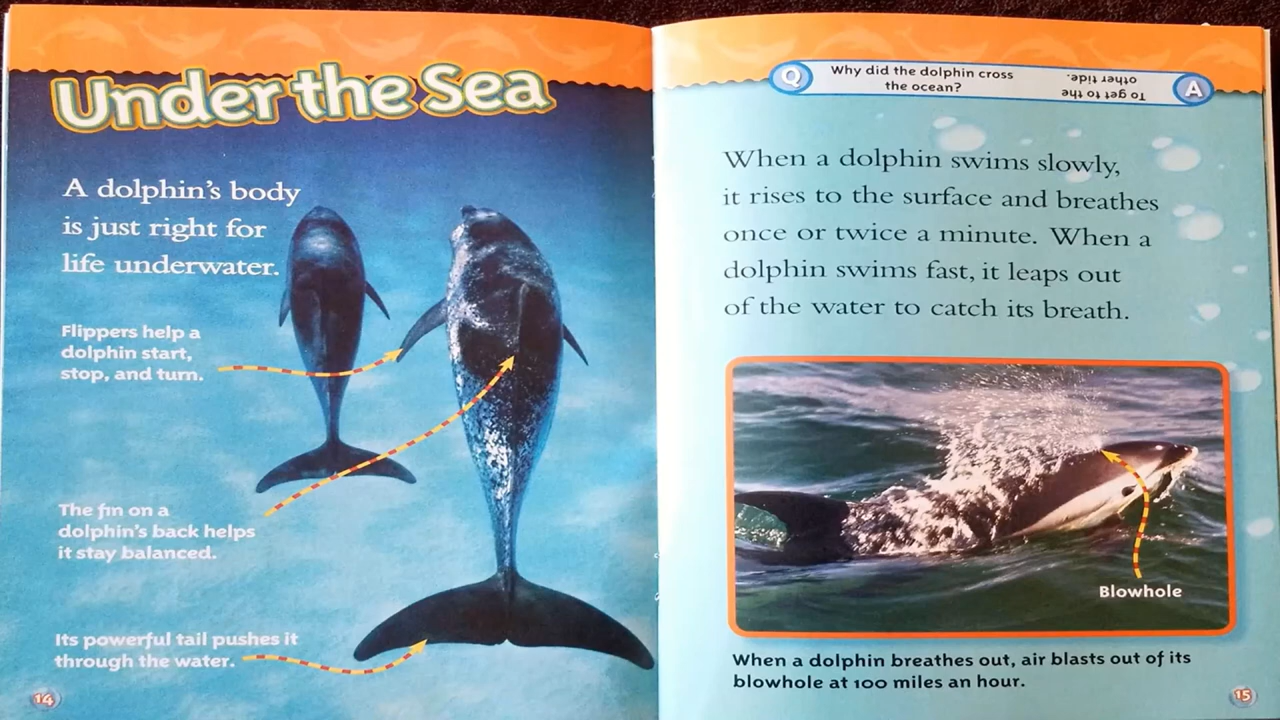 Under the Sea
A dolphin's body
is just right for
life underwater.
Flippers help a
dolphin start,
stop, and turn.
The fin on a
dolphin's back helps
it stay balanced.
Its powerful tail pushes it
through the water.
14
Q
Why did the dolphin cross
the ocean?
To get to the
other tide.
A
When a dolphin swims slowly,
it rises to the surface and breathes
once or twice a minute. When a
dolphin swims fast, it leaps out
of the water to catch its breath.
Blowhole
When a dolphin breathes out, air blasts out of its
blowhole at 100 miles an hour.
15